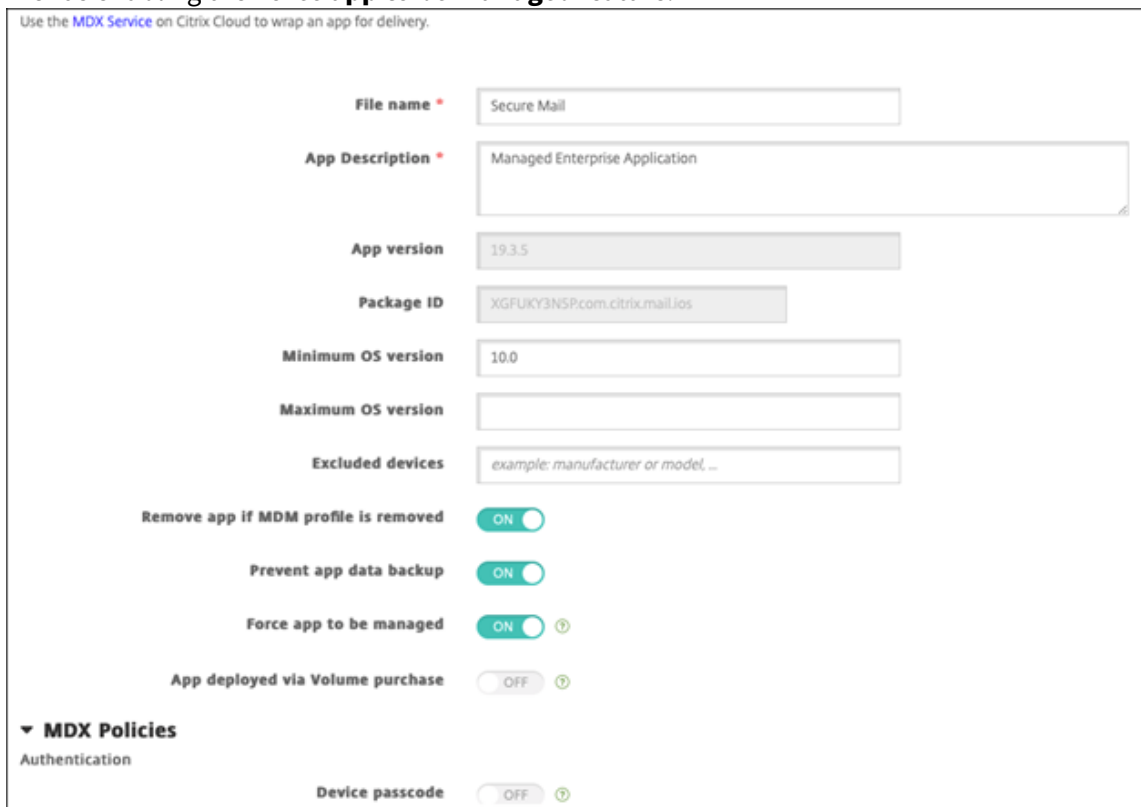 Use the MDX Service on Citrix Cloud to wrap an app for delivery.
File name *
Secure Mail
App Description *
Managed Enterprise Application
App version
19.3.5
Package ID
XGFUKY3NSP.com.citrix.mail.ios
Minimum OS version
10.0
Maximum OS version
Excluded devices
example: manufacturer or model, ...
Remove app if MDM profile is removed
ON
Prevent app data backup
ON
Force app to be managed
ON ?
App deployed via Volume purchase
OFF ?
MDX Policies
Authentication
Device passcode
OFF ?